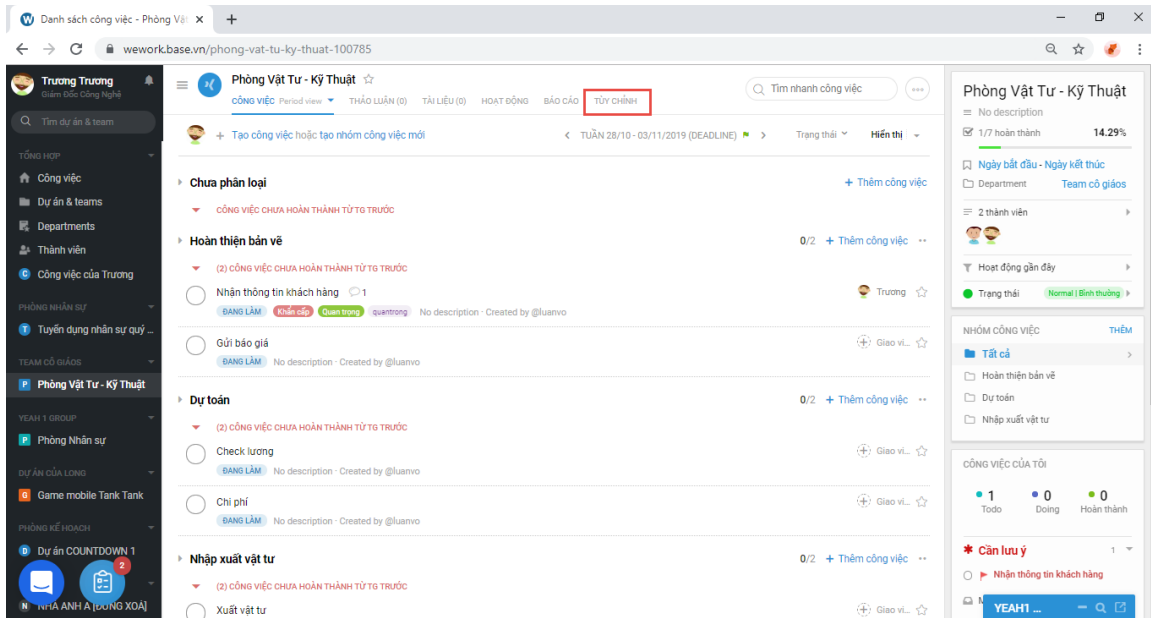 Danh sách công việc - Phòng Vật
wework.base.vn/phong-vat-tu-ky-thuat-100785
Trương Trương
Giám Đốc Công Nghệ
Tìm dự án & team
TỔNG HỢP
Công việc
Dự án & teams
Departments
Thành viên
Công việc của Trương
PHÒNG NHÂN SỰ
Tuyển dụng nhân sự quý ...
TEAM CÔ GIÁOS
Phòng Vật Tư - Kỹ Thuật
YEAH 1 GROUP
Phòng Nhân sự
DỰ ÁN CỦA LONG
Game mobile Tank Tank
PHÒNG KẾ HOẠCH
Dự án COUNTDOWN 1
2
NHÀ ANH A [ĐỪNG XOÁ]
Phòng Vật Tư - Kỹ Thuật
CÔNG VIỆC Period view THẢO LUẬN (0) TÀI LIỆU (0) HOẠT ĐỘNG BÁO CÁO TÙY CHỈNH
Tìm nhanh công việc
+ Tạo công việc hoặc tạo nhóm công việc mới
TUẦN 28/10 - 03/11/2019 (DEADLINE)
Trạng thái
Hiển thị
Chưa phân loại
+ Thêm công việc
CÔNG VIỆC CHƯA HOÀN THÀNH TỪ TG TRƯỚC
Hoàn thiện bản vẽ
0/2 + Thêm công việc
(2) CÔNG VIỆC CHƯA HOÀN THÀNH TỪ TG TRƯỚC
Nhận thông tin khách hàng 1
Trương
ĐANG LÀM Khẩn cấp Quan trọng quantrong No description · Created by @luanvo
Gửi báo giá
Giao vi...
ĐANG LÀM No description · Created by @luanvo
Dự toán
0/2 + Thêm công việc
(2) CÔNG VIỆC CHƯA HOÀN THÀNH TỪ TG TRƯỚC
Check lương
Giao vi...
ĐANG LÀM No description · Created by @luanvo
Chi phí
Giao vi...
ĐANG LÀM No description · Created by @luanvo
Nhập xuất vật tư
0/2 + Thêm công việc
(2) CÔNG VIỆC CHƯA HOÀN THÀNH TỪ TG TRƯỚC
Xuất vật tư
Giao vi...
Phòng Vật Tư - Kỹ Thuật
No description
1/7 hoàn thành 14.29%
Ngày bắt đầu - Ngày kết thúc
Department Team cô giáos
2 thành viên
Hoạt động gần đây
Trạng thái Normal | Bình thường
NHÓM CÔNG VIỆC THÊM
Tất cả
Hoàn thiện bản vẽ
Dự toán
Nhập xuất vật tư
CÔNG VIỆC CỦA TÔI
1 0 0
Todo Doing Hoàn thành
Cần lưu ý 1
Nhận thông tin khách hàng
YEAH1 ...